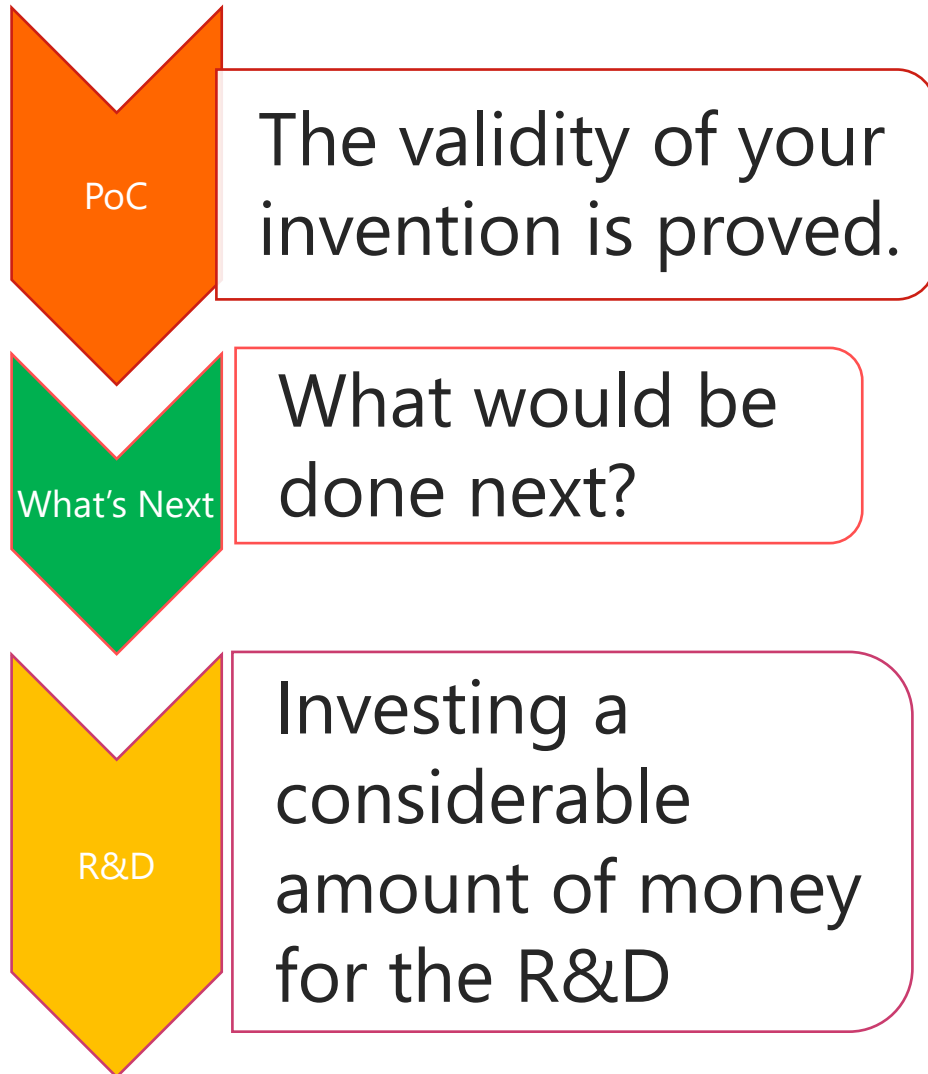 PoC
The validity of your
invention is proved.
What's Next
What would be
done next?
R&D
Investing a
considerable
amount of money
for the R&D